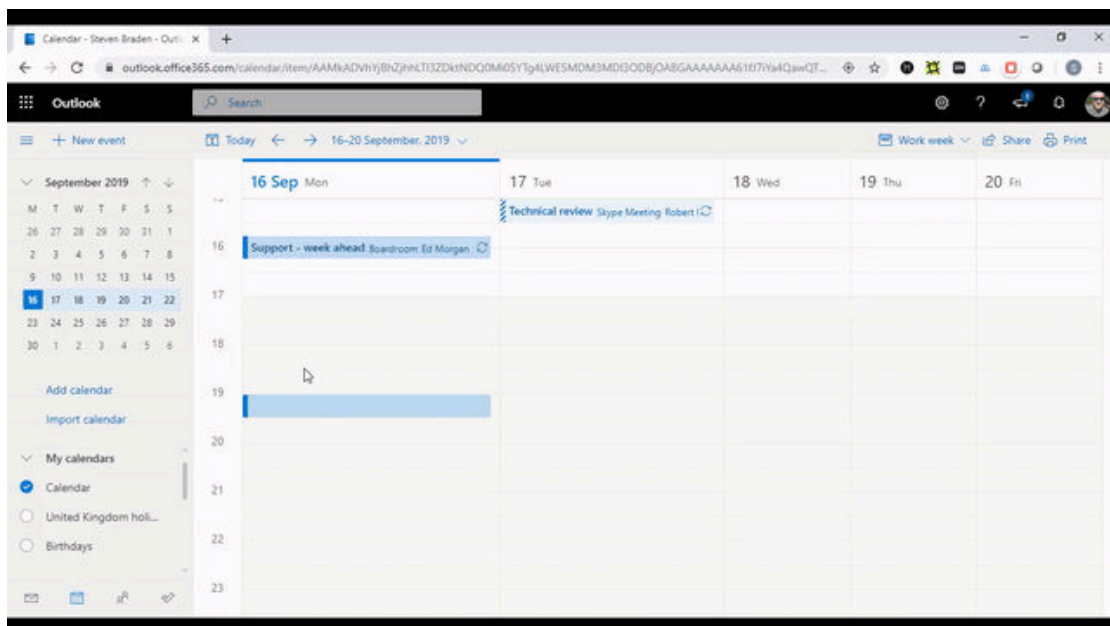 Calendar - Steven Braden - Outl
Outlook
Search
New event
Today
16–20 September, 2019
Work week
Share
Print
September 2019
M T W T F S S
26 27 28 29 30 31 1
2 3 4 5 6 7 8
9 10 11 12 13 14 15
16 17 18 19 20 21 22
23 24 25 26 27 28 29
30 1 2 3 4 5 6
Add calendar
Import calendar
My calendars
Calendar
United Kingdom holi...
Birthdays
16 Sep Mon
17 Tue
18 Wed
19 Thu
20 Fri
Technical review Skype Meeting Robert
16
Support - week ahead Boardroom Ed Morgan
17
18
19
20
21
22
23